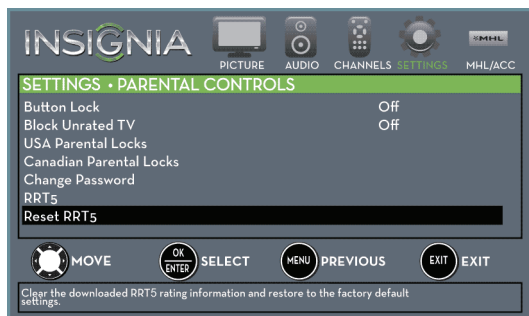 INSIGNIA
PICTURE AUDIO CHANNELS SETTINGS MHL MHL/ACC
SETTINGS • PARENTAL CONTROLS
Button Lock Off
Block Unrated TV Off
USA Parental Locks
Canadian Parental Locks
Change Password
RRT5
Reset RRT5
MOVE OK ENTER SELECT MENU PREVIOUS EXIT EXIT
Clear the downloaded RRT5 rating information and restore to the factory default
settings.